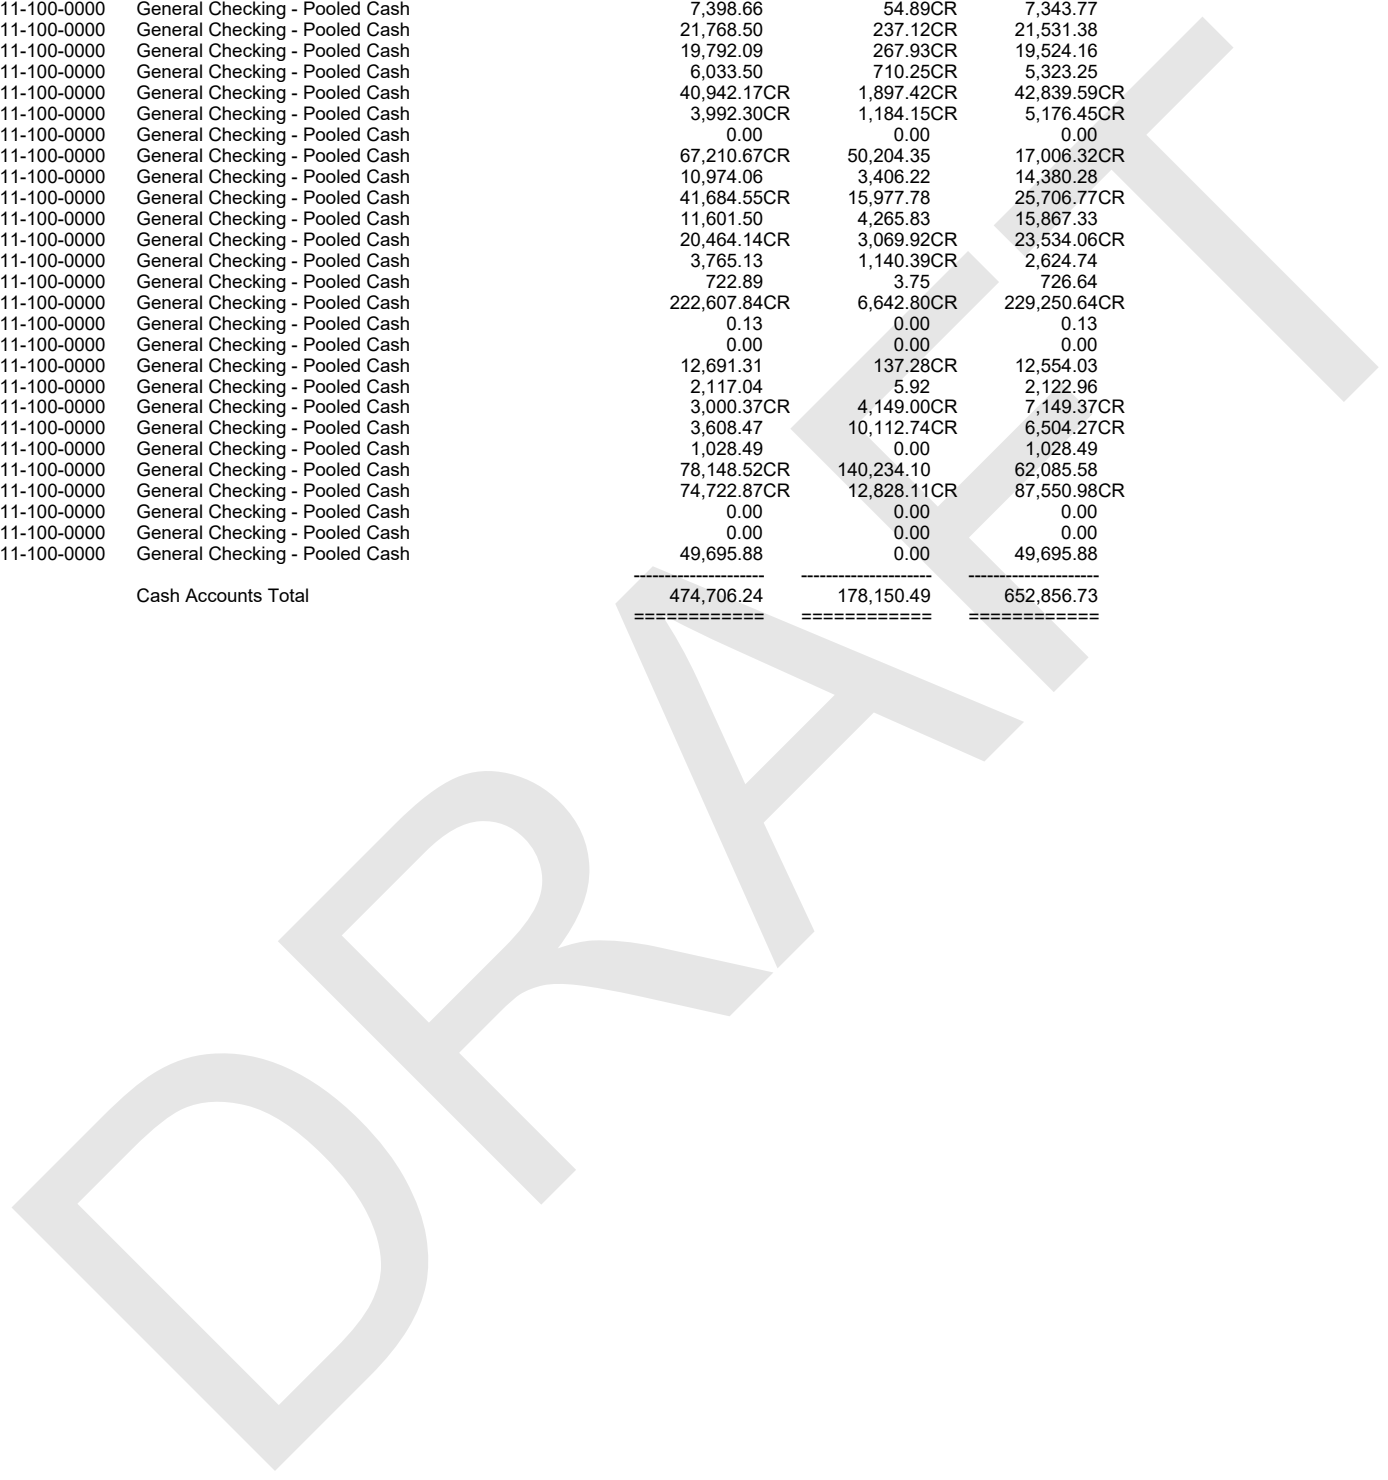 11-100-0000 General Checking - Pooled Cash 7,398.66 54.89CR 7,343.77
11-100-0000 General Checking - Pooled Cash 21,768.50 237.12CR 21,531.38
11-100-0000 General Checking - Pooled Cash 19,792.09 267.93CR 19,524.16
11-100-0000 General Checking - Pooled Cash 6,033.50 710.25CR 5,323.25
11-100-0000 General Checking - Pooled Cash 40,942.17CR 1,897.42CR 42,839.59CR
11-100-0000 General Checking - Pooled Cash 3,992.30CR 1,184.15CR 5,176.45CR
11-100-0000 General Checking - Pooled Cash 0.00 0.00 0.00
11-100-0000 General Checking - Pooled Cash 67,210.67CR 50,204.35 17,006.32CR
11-100-0000 General Checking - Pooled Cash 10,974.06 3,406.22 14,380.28
11-100-0000 General Checking - Pooled Cash 41,684.55CR 15,977.78 25,706.77CR
11-100-0000 General Checking - Pooled Cash 11,601.50 4,265.83 15,867.33
11-100-0000 General Checking - Pooled Cash 20,464.14CR 3,069.92CR 23,534.06CR
11-100-0000 General Checking - Pooled Cash 3,765.13 1,140.39CR 2,624.74
11-100-0000 General Checking - Pooled Cash 722.89 3.75 726.64
11-100-0000 General Checking - Pooled Cash 222,607.84CR 6,642.80CR 229,250.64CR
11-100-0000 General Checking - Pooled Cash 0.13 0.00 0.13
11-100-0000 General Checking - Pooled Cash 0.00 0.00 0.00
11-100-0000 General Checking - Pooled Cash 12,691.31 137.28CR 12,554.03
11-100-0000 General Checking - Pooled Cash 2,117.04 5.92 2,122.96
11-100-0000 General Checking - Pooled Cash 3,000.37CR 4,149.00CR 7,149.37CR
11-100-0000 General Checking - Pooled Cash 3,608.47 10,112.74CR 6,504.27CR
11-100-0000 General Checking - Pooled Cash 1,028.49 0.00 1,028.49
11-100-0000 General Checking - Pooled Cash 78,148.52CR 140,234.10 62,085.58
11-100-0000 General Checking - Pooled Cash 74,722.87CR 12,828.11CR 87,550.98CR
11-100-0000 General Checking - Pooled Cash 0.00 0.00 0.00
11-100-0000 General Checking - Pooled Cash 0.00 0.00 0.00
11-100-0000 General Checking - Pooled Cash 49,695.88 0.00 49,695.88
--------------------- --------------------- ---------------------
Cash Accounts Total 474,706.24 178,150.49 652,856.73
============ ============ ============
DRAFT